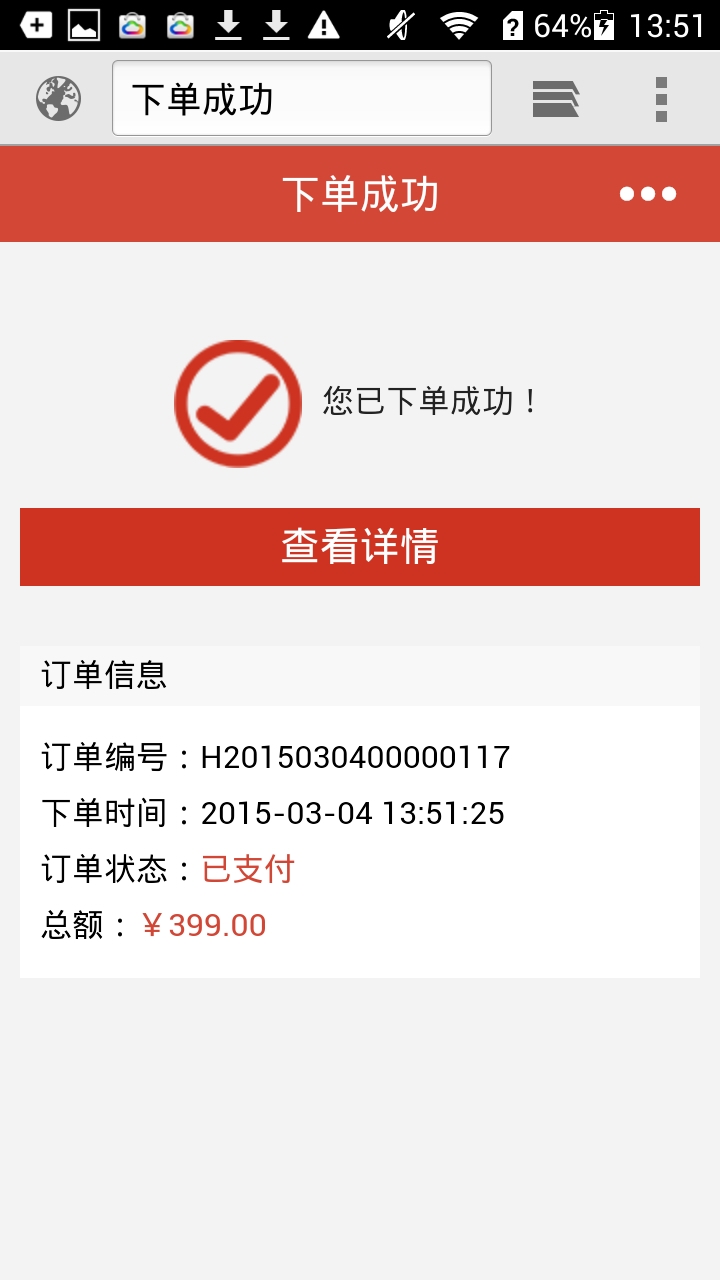 64% 13:51
下单成功
下单成功
您已下单成功！
查看详情
订单信息
订单编号：H2015030400000117
下单时间：2015-03-04 13:51:25
订单状态：已支付
总额：￥399.00